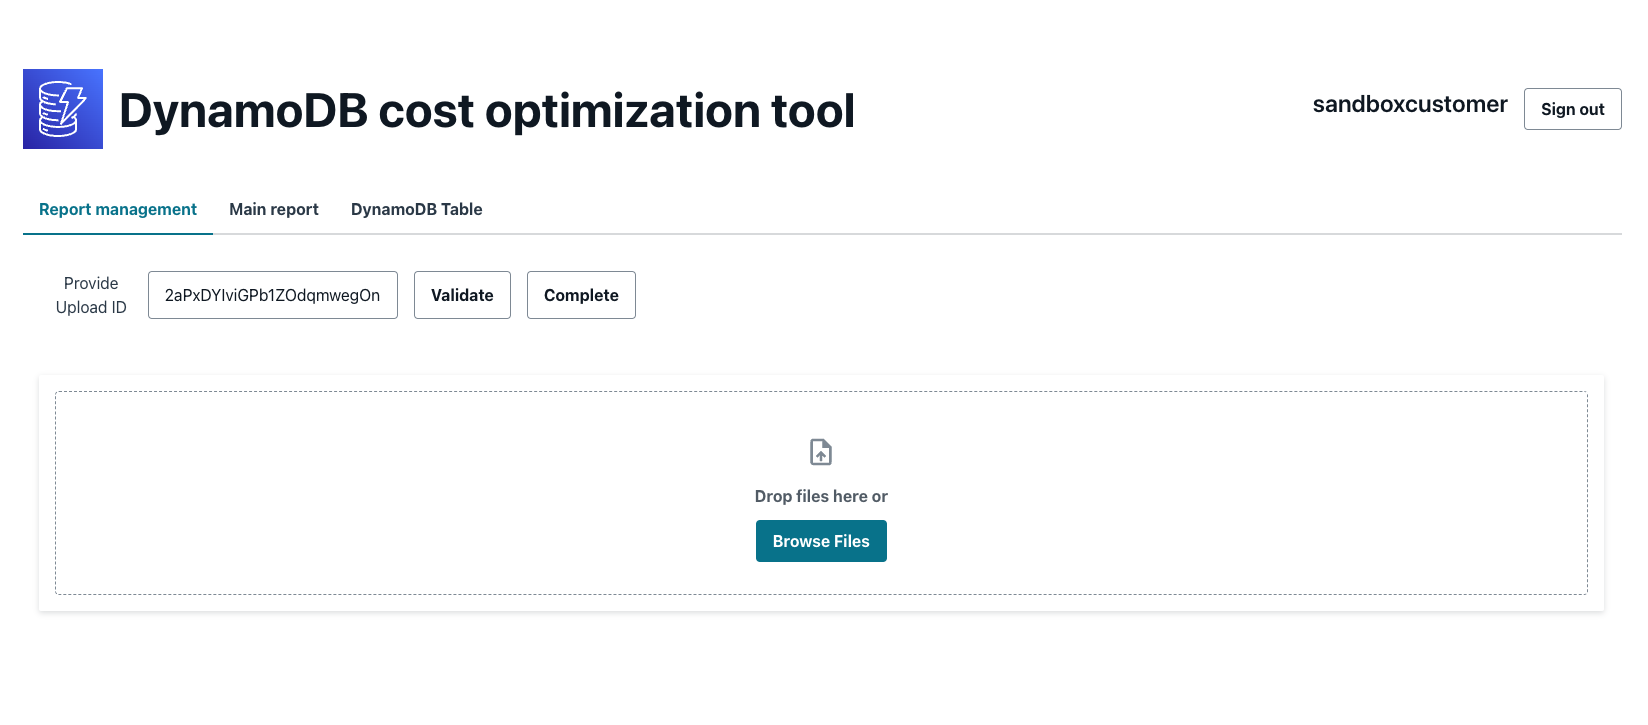 DynamoDB cost optimization tool
sandboxcustomer
Sign out
Report management
Main report
DynamoDB Table
Provide
Upload ID
2aPxDYIviGPb1ZOdqmwegOn
Validate
Complete
Drop files here or
Browse Files